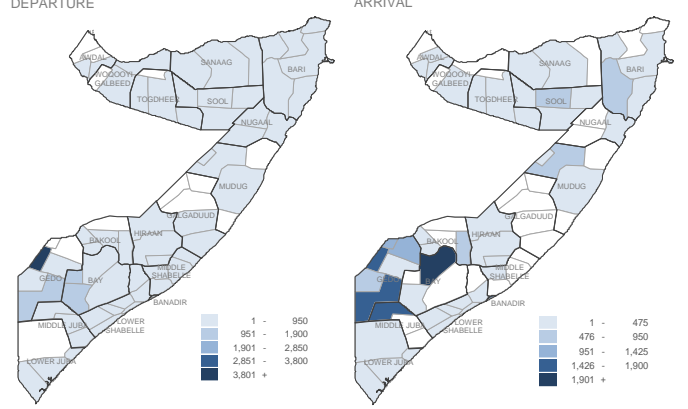 DEPARTURE
AWDAL
WOQOOYI
GALBEED
TOGDHEER
SANAAG
SOOL
BARI
NUGAAL
MUDUG
GALGADUUD
HIRAAN
BAKOOL
GEDO
BAY
MIDDLE
SHABELLE
BANADIR
LOWER
SHABELLE
MIDDLE JUBA
LOWER JUBA
1 - 950
951 - 1,900
1,901 - 2,850
2,851 - 3,800
3,801 +
ARRIVAL
AWDAL
WOQOOYI
GALBEED
TOGDHEER
SANAAG
SOOL
BARI
NUGAAL
MUDUG
GALGADUUD
HIRAAN
BAKOOL
GEDO
BAY
MIDDLE
SHABELLE
BANADIR
LOWER
SHABELLE
MIDDLE JUBA
LOWER JUBA
1 - 475
476 - 950
951 - 1,425
1,426 - 1,900
1,901 +